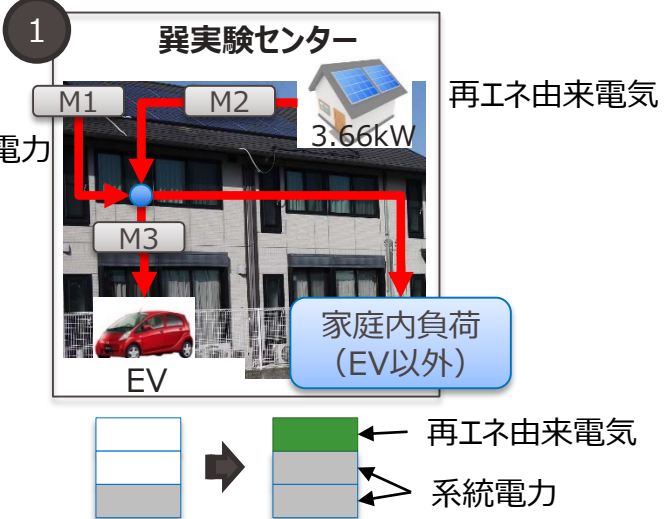 1
巽実験センター
M1
M2
再エネ由来電気
3.66kW
電力
M3
家庭内負荷
（EV以外）
EV
再エネ由来電気
系統電力